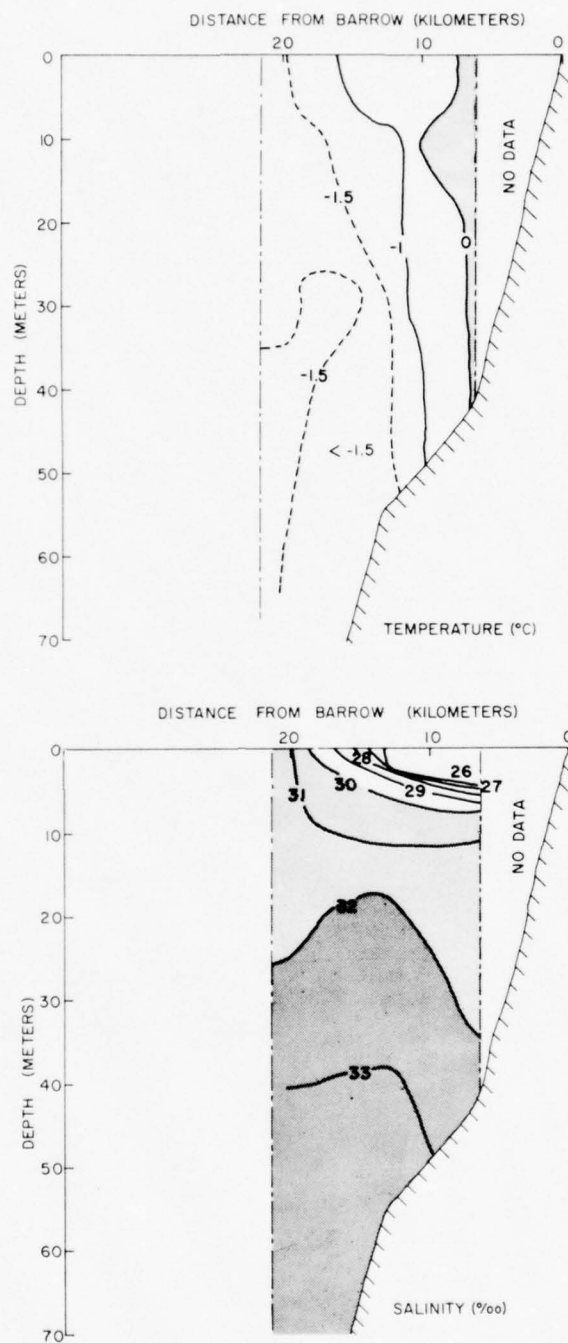 DISTANCE FROM BARROW (KILOMETERS)
20 10 0
0
10
20
30
40
50
60
70
DEPTH (METERS)
-1.5
-1
0
NO DATA
-1.5
< -1.5
TEMPERATURE (°C)
DISTANCE FROM BARROW (KILOMETERS)
20 10 0
0
10
20
30
40
50
60
70
DEPTH (METERS)
28
26
27
29
30
31
NO DATA
32
33
SALINITY (‰)